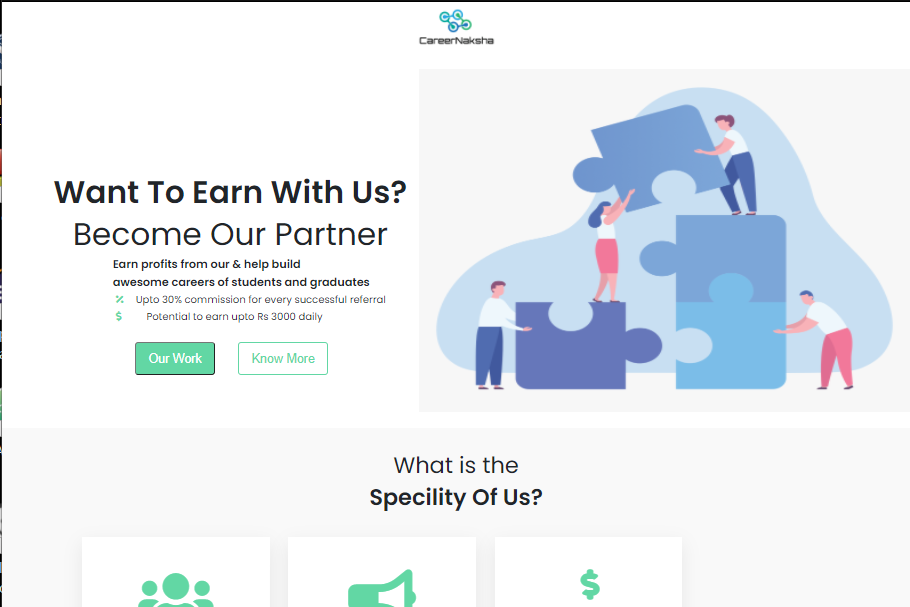 CareerNaksha
Want To Earn With Us?
Become Our Partner
Earn profits from our & help build
awesome careers of students and graduates
Upto 30% commission for every successful referral
Potential to earn upto Rs 3000 daily
Our Work
Know More
What is the
Specility Of Us?